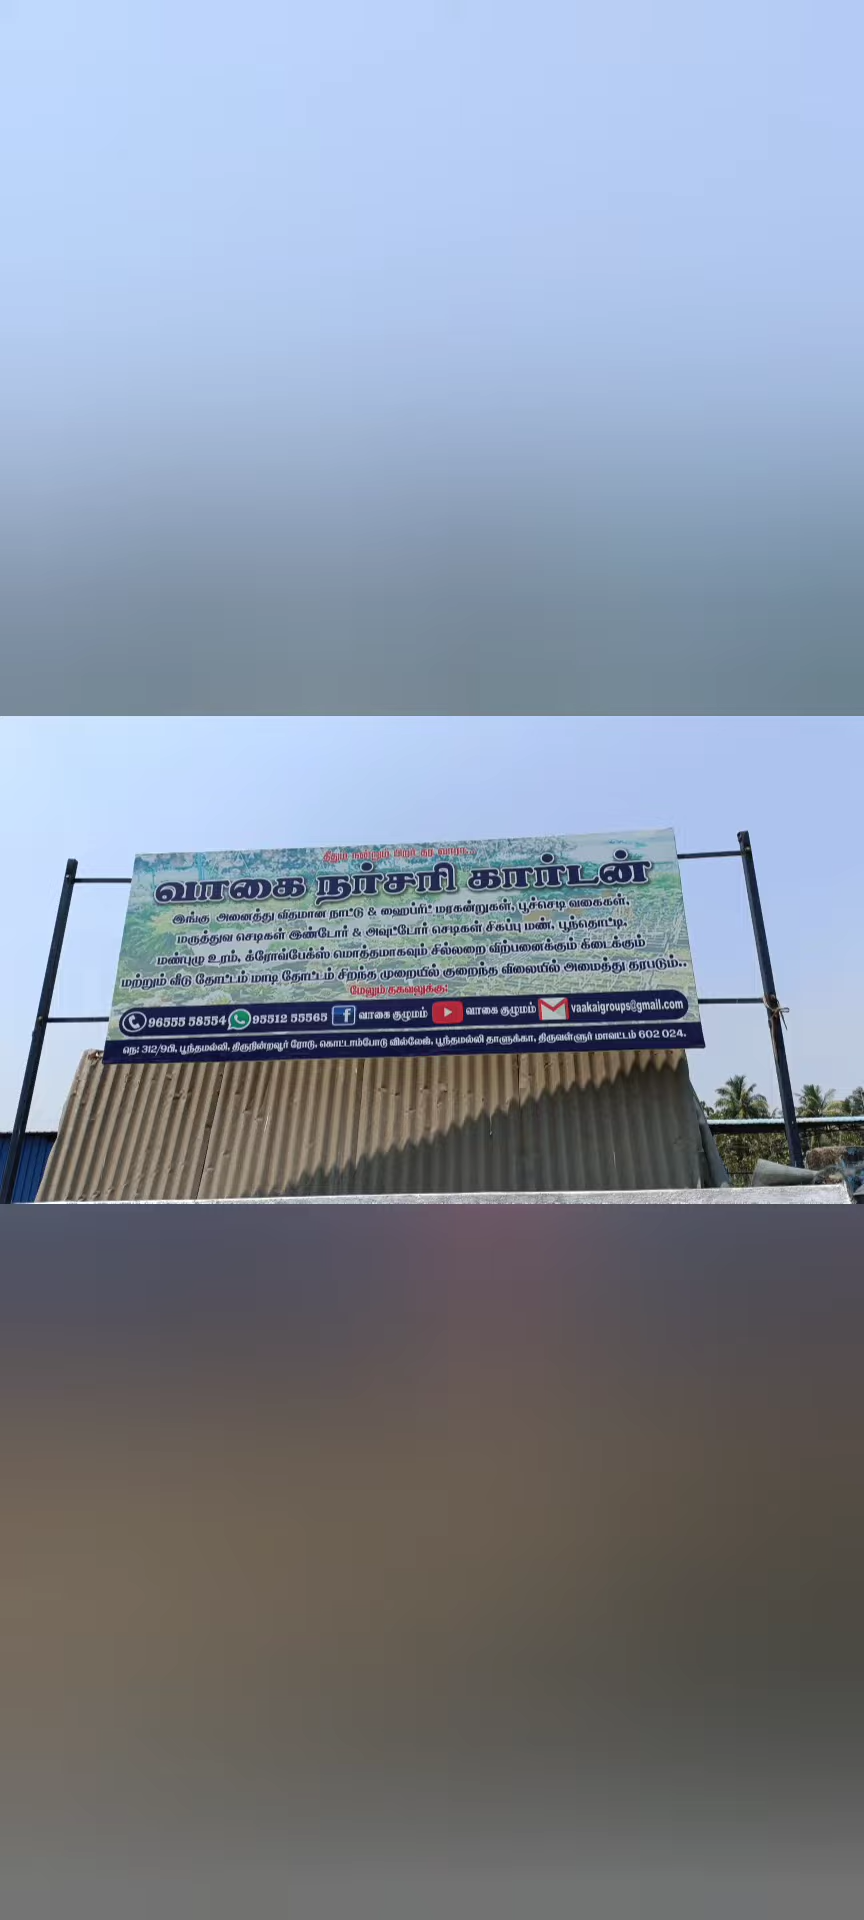 வாகை நர்சரி கார்டன்
இங்கு அனைத்து விதமான நாட்டு & ஹைப்ரிட் மரகன்றுகள், பூச்செடி வகைகள்,
மருத்துவ செடிகள் இண்டோர் & அவுட்டோர் செடிகள் சிகப்பு மண், பூந்தொட்டி,
மண்புழு உரம், க்ரோவ்பேக்ஸ் மொத்தமாகவும் சில்லறை விற்பனைக்கும் கிடைக்கும்
மற்றும் வீடு தோட்டம் மாடி தோட்டம் சிறந்த முறையில் குறைந்த விலையில் அமைத்து தரபடும்..
மேலும் தகவலுக்கு:
96555 58554 95512 55565 வாகை குழுமம் வாகை குழுமம் vaakaigroups@gmail.com
நெ: 312/9பி, பூந்தமல்லி, திருநின்றவூர் ரோடு, கொட்டாம்போடு வில்லேஜ், பூந்தமல்லி தாளுக்கா, திருவள்ளூர் மாவட்டம் 602 024.